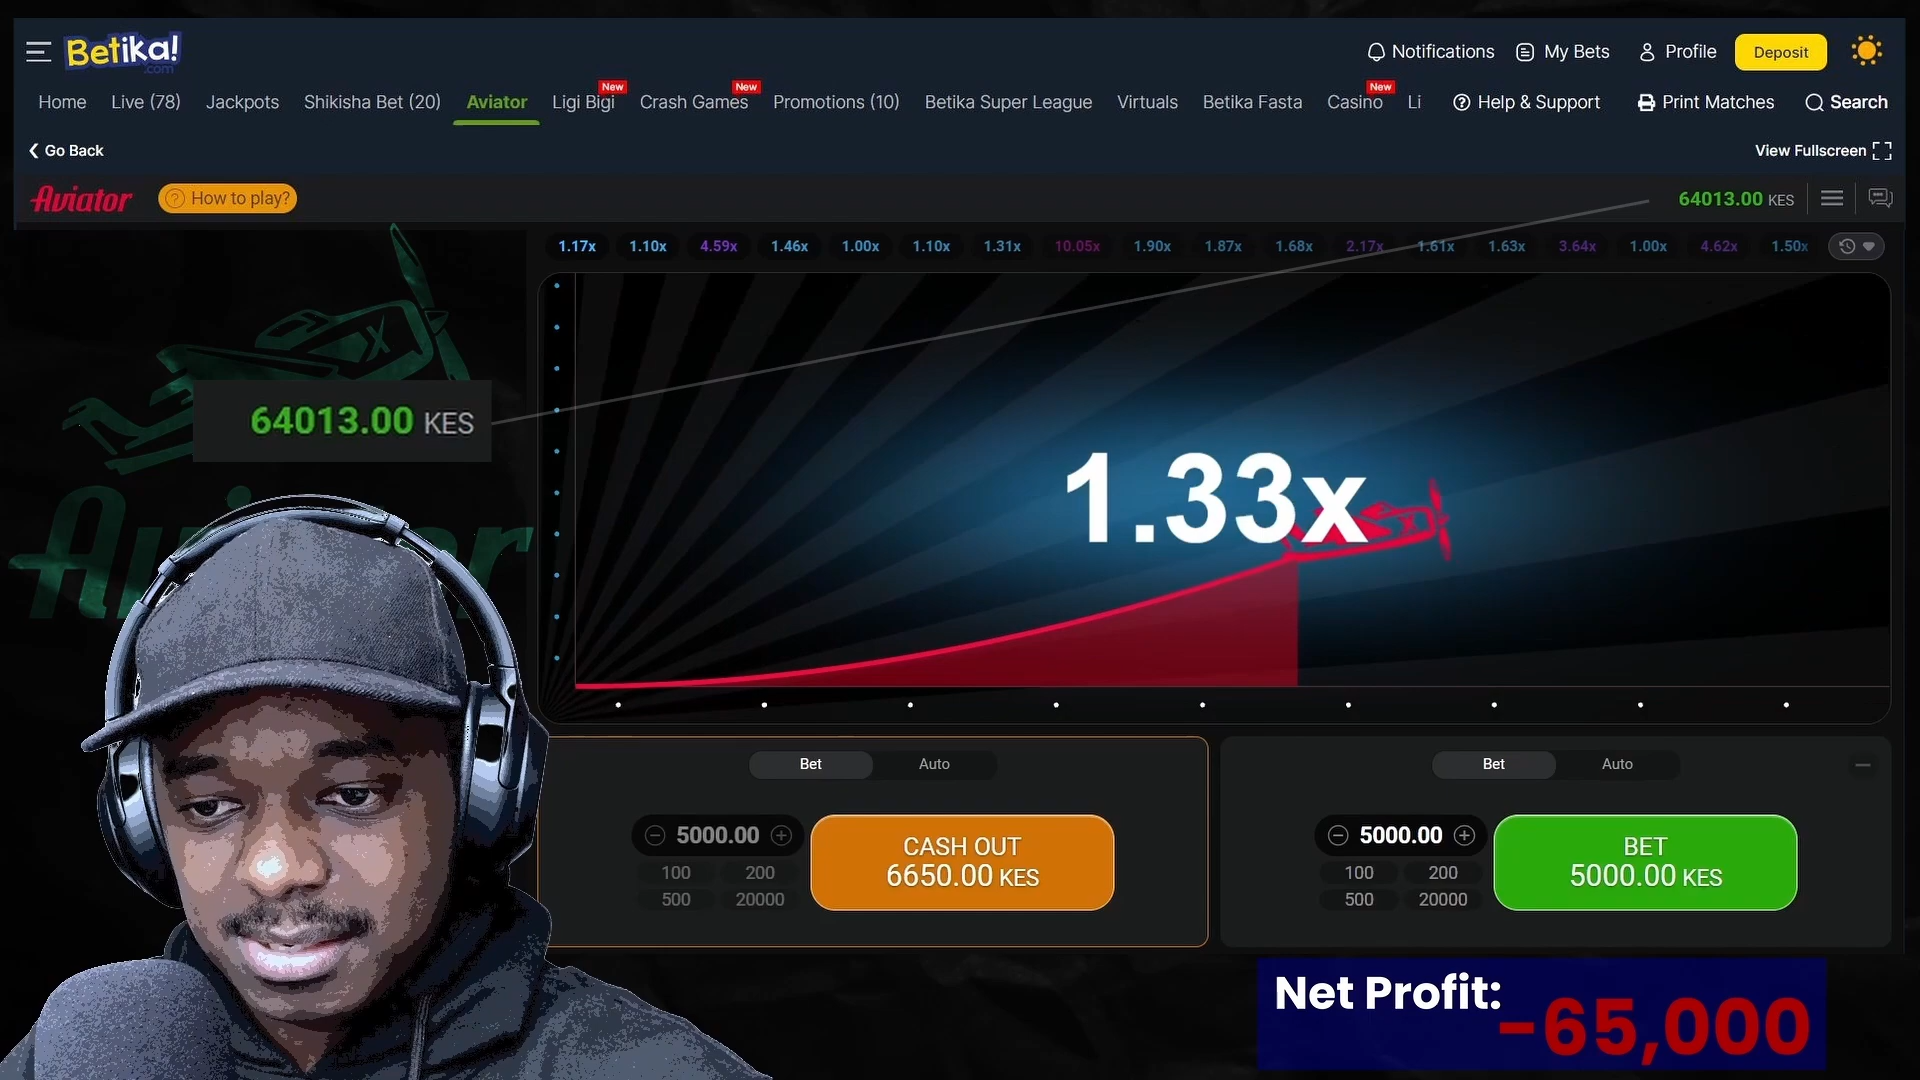 Betika!
.com
Notifications My Bets Profile Deposit
Home Live (78) Jackpots Shikisha Bet (20) Aviator Ligi Bigi New Crash Games New Promotions (10) Betika Super League Virtuals Betika Fasta Casino New Li Help & Support Print Matches Search
Go Back View Fullscreen
Aviator ? How to play? 64013.00 KES
1.17x 1.10x 4.59x 1.46x 1.00x 1.10x 1.31x 10.05x 1.90x 1.87x 1.68x 2.17x 1.61x 1.63x 3.64x 1.00x 4.62x 1.50x
X
64013.00 KES
1.33x
Aviator
Bet Auto
5000.00
100 200
500 20000
CASH OUT
6650.00 KES
Bet Auto
5000.00
100 200
500 20000
BET
5000.00 KES
Net Profit:
-65,000